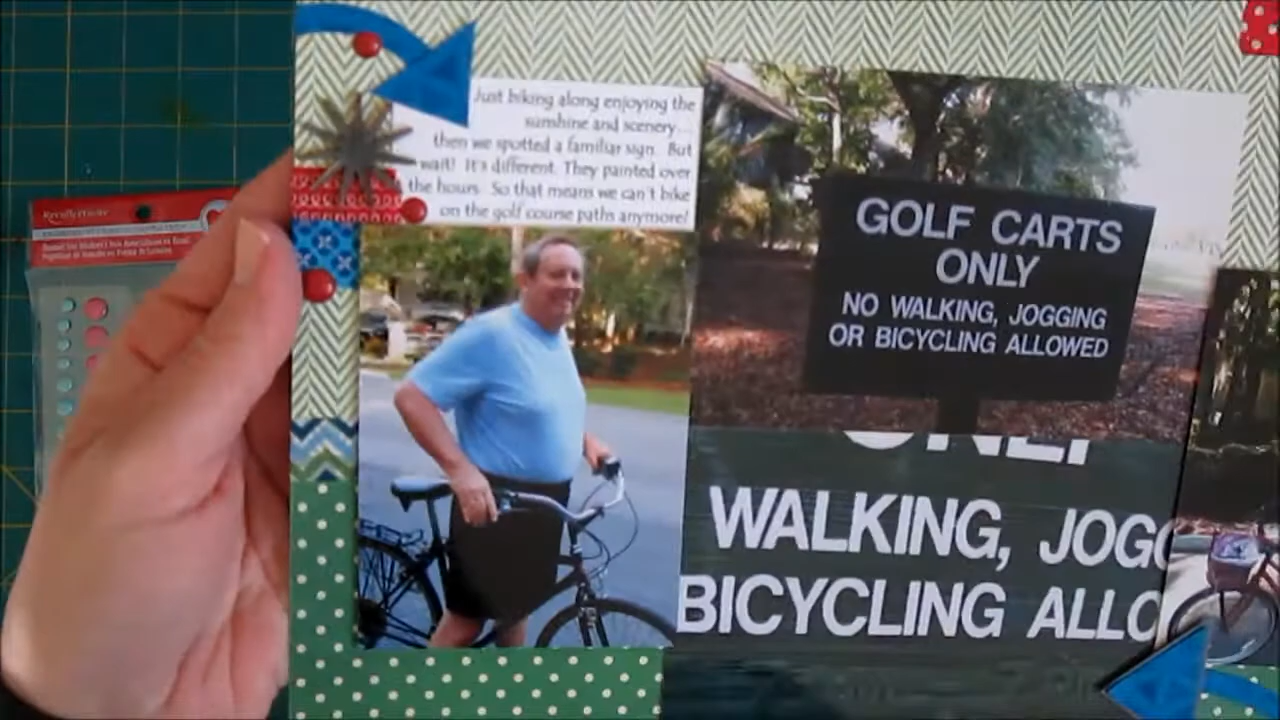 Just biking along enjoying the
sunshine and scenery...
then we spotted a familiar sign. But
wait! It's different. They painted over
the hours. So that means we can't bike
on the golf course paths anymore!
GOLF CARTS
ONLY
NO WALKING, JOGGING
OR BICYCLING ALLOWED
ONLY
WALKING, JOGG
BICYCLING ALLO
Recollections